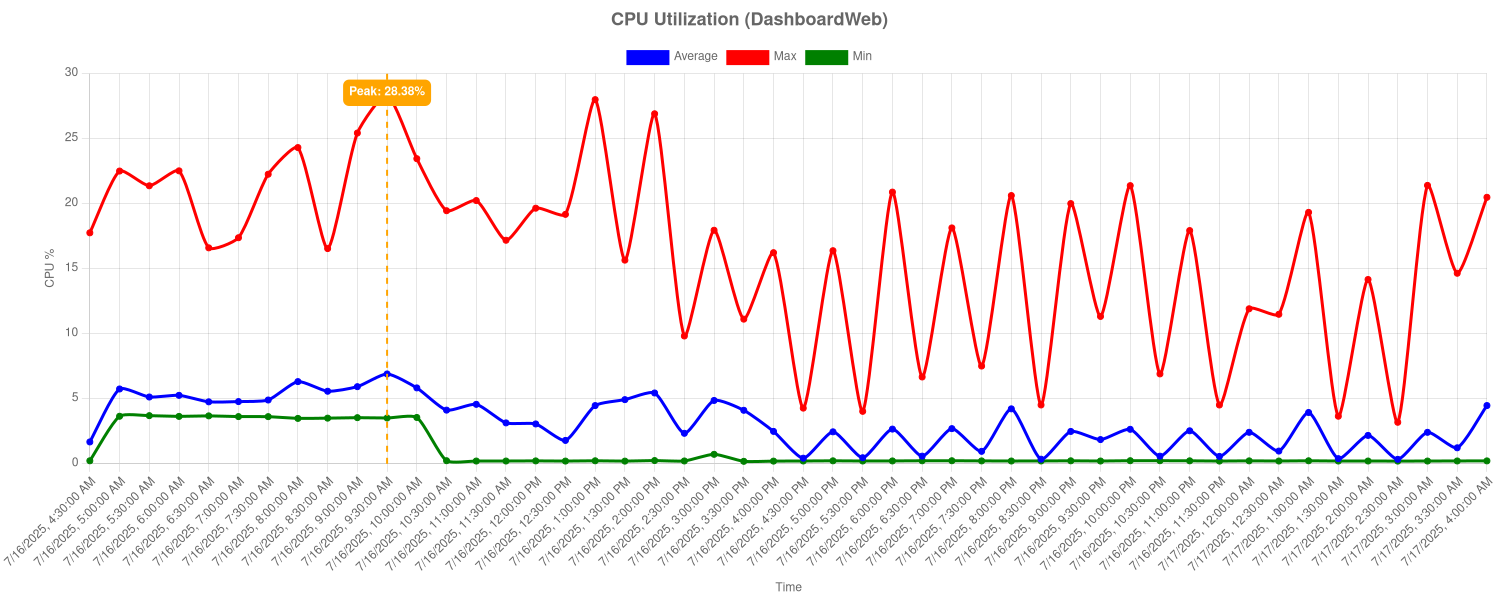 CPU Utilization (DashboardWeb)
Average Max Min
Peak: 28.38%
30
25
20
15
10
5
0
CPU %
7/16/2025, 4:30:00 AM
7/16/2025, 5:00:00 AM
7/16/2025, 5:30:00 AM
7/16/2025, 6:00:00 AM
7/16/2025, 6:30:00 AM
7/16/2025, 7:00:00 AM
7/16/2025, 7:30:00 AM
7/16/2025, 8:00:00 AM
7/16/2025, 8:30:00 AM
7/16/2025, 9:00:00 AM
7/16/2025, 9:30:00 AM
7/16/2025, 10:00:00 AM
7/16/2025, 10:30:00 AM
7/16/2025, 11:00:00 AM
7/16/2025, 11:30:00 AM
7/16/2025, 12:00:00 PM
7/16/2025, 12:30:00 PM
7/16/2025, 1:00:00 PM
7/16/2025, 1:30:00 PM
7/16/2025, 2:00:00 PM
7/16/2025, 2:30:00 PM
7/16/2025, 3:00:00 PM
7/16/2025, 3:30:00 PM
7/16/2025, 4:00:00 PM
7/16/2025, 4:30:00 PM
7/16/2025, 5:00:00 PM
7/16/2025, 5:30:00 PM
7/16/2025, 6:00:00 PM
7/16/2025, 6:30:00 PM
7/16/2025, 7:00:00 PM
7/16/2025, 7:30:00 PM
7/16/2025, 8:00:00 PM
7/16/2025, 8:30:00 PM
7/16/2025, 9:00:00 PM
7/16/2025, 9:30:00 PM
7/16/2025, 10:00:00 PM
7/16/2025, 10:30:00 PM
7/16/2025, 11:00:00 PM
7/16/2025, 11:30:00 PM
7/17/2025, 12:00:00 AM
7/17/2025, 12:30:00 AM
7/17/2025, 1:00:00 AM
7/17/2025, 1:30:00 AM
7/17/2025, 2:00:00 AM
7/17/2025, 2:30:00 AM
7/17/2025, 3:00:00 AM
7/17/2025, 3:30:00 AM
7/17/2025, 4:00:00 AM
Time